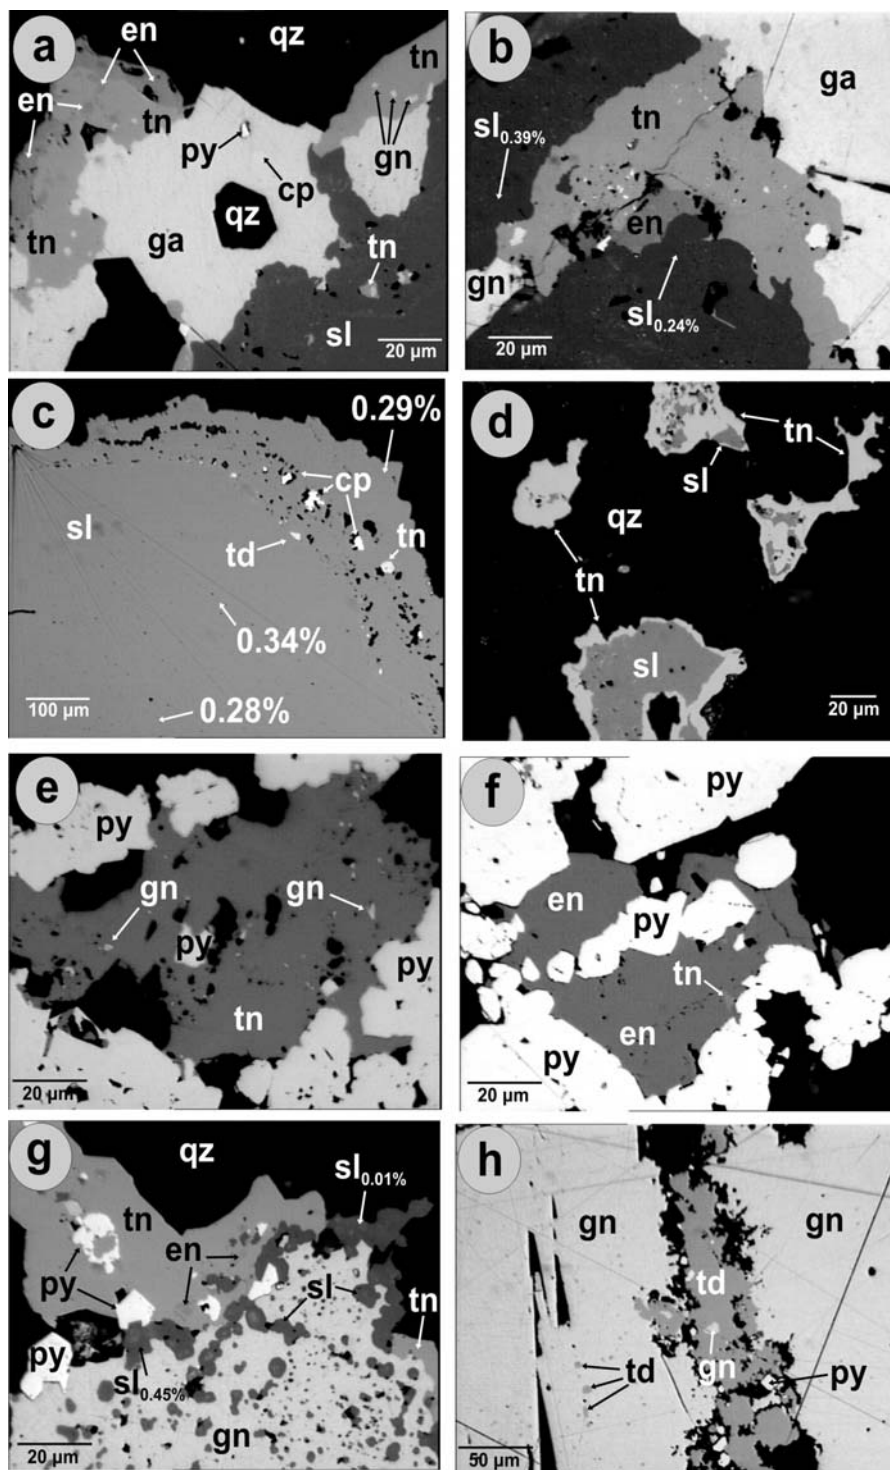 a
en
en
qz
tn
tn
py
gn
cp
qz
tn
ga
tn
sl
20 µm
b
ga
tn
sl0.39%
en
gn
sl0.24%
20 µm
c
0.29%
cp
sl
td
tn
0.34%
100 µm
0.28%
d
tn
sl
qz
tn
sl
20 µm
e
py
gn
gn
py
py
tn
20 µm
f
py
en
py
tn
en
py
20 µm
g
qz
sl0.01%
tn
en
py
sl
tn
py
sl0.45%
gn
20 µm
h
gn
gn
td
td
gn
py
50 µm